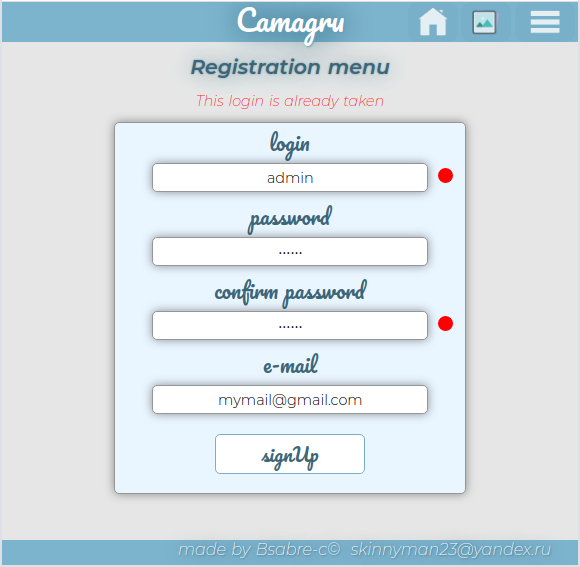 Camagru
Registration menu
This login is already taken
login
admin
password
······
confirm password
······
e-mail
mymail@gmail.com
signUp
made by Bsabre-c© skinnyman23@yandex.ru